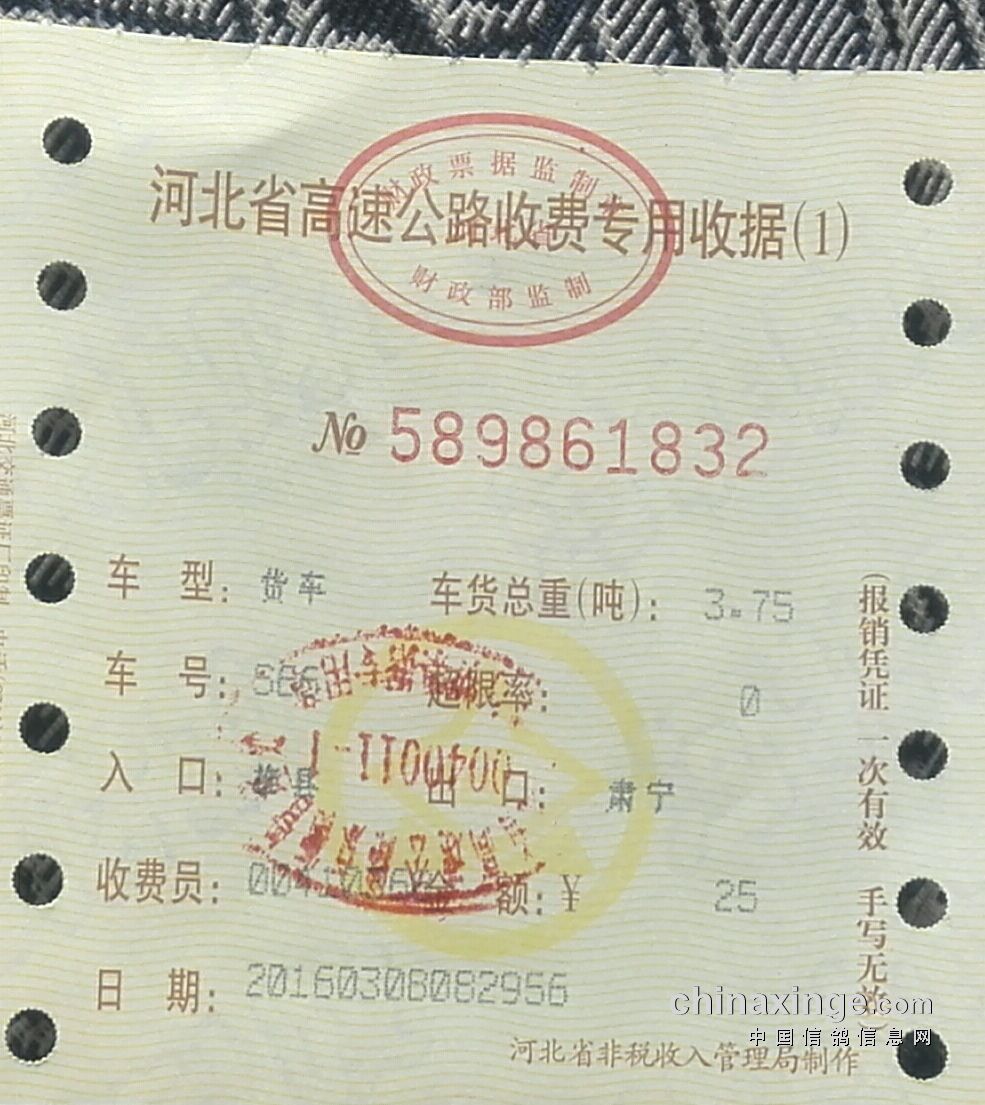 财政票据监制章
河北省高速公路收费专用收据(1)
财政部监制
№ 589861832
车 型: 货车 车货总重(吨): 3.75
车 号: 超限率: 0
入 口: 出 口: 肃宁
收费员: 金 额:¥ 25
日 期: 20160308082956
(报销凭证 一次有效 手写无效)
河北省非税收入管理局制作
chinaxinge.com
中国信鸽信息网